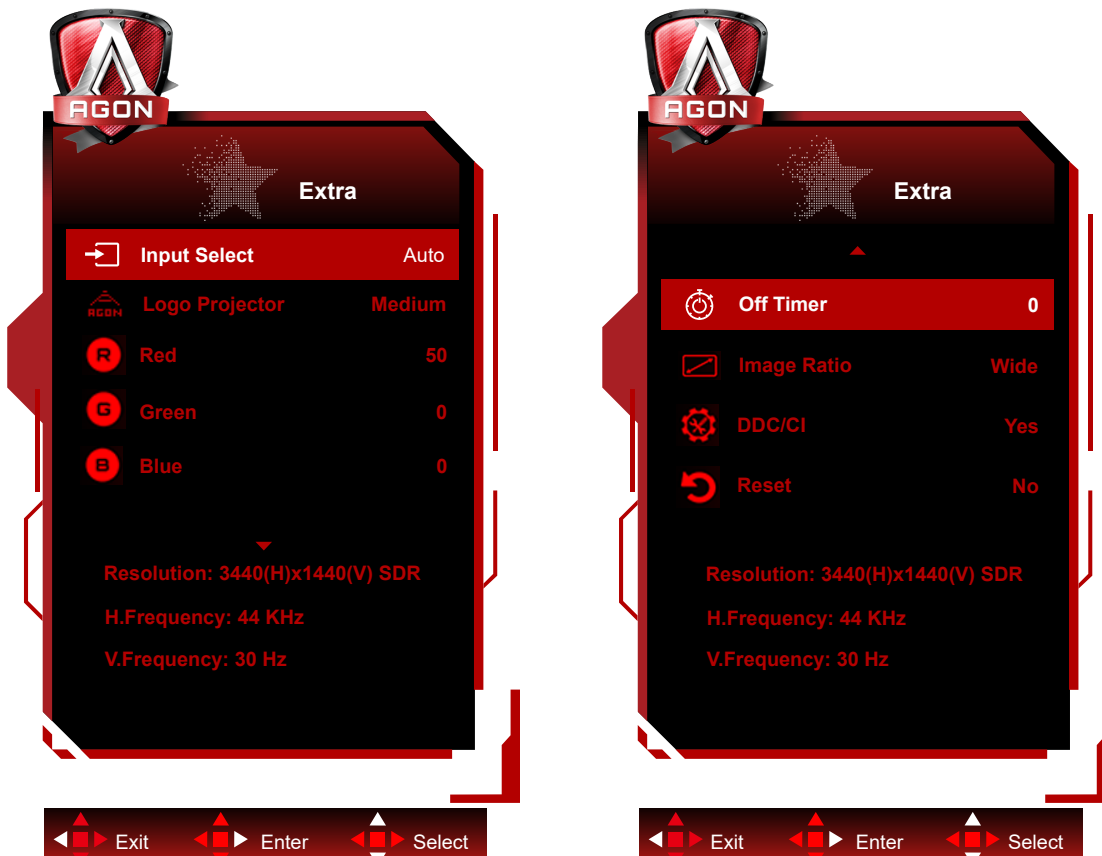 AGON
Extra
Input Select Auto
AGON Logo Projector Medium
R Red 50
G Green 0
B Blue 0
Resolution: 3440(H)x1440(V) SDR
H.Frequency: 44 KHz
V.Frequency: 30 Hz
Exit Enter Select
AGON
Extra
Off Timer 0
Image Ratio Wide
DDC/CI Yes
Reset No
Resolution: 3440(H)x1440(V) SDR
H.Frequency: 44 KHz
V.Frequency: 30 Hz
Exit Enter Select